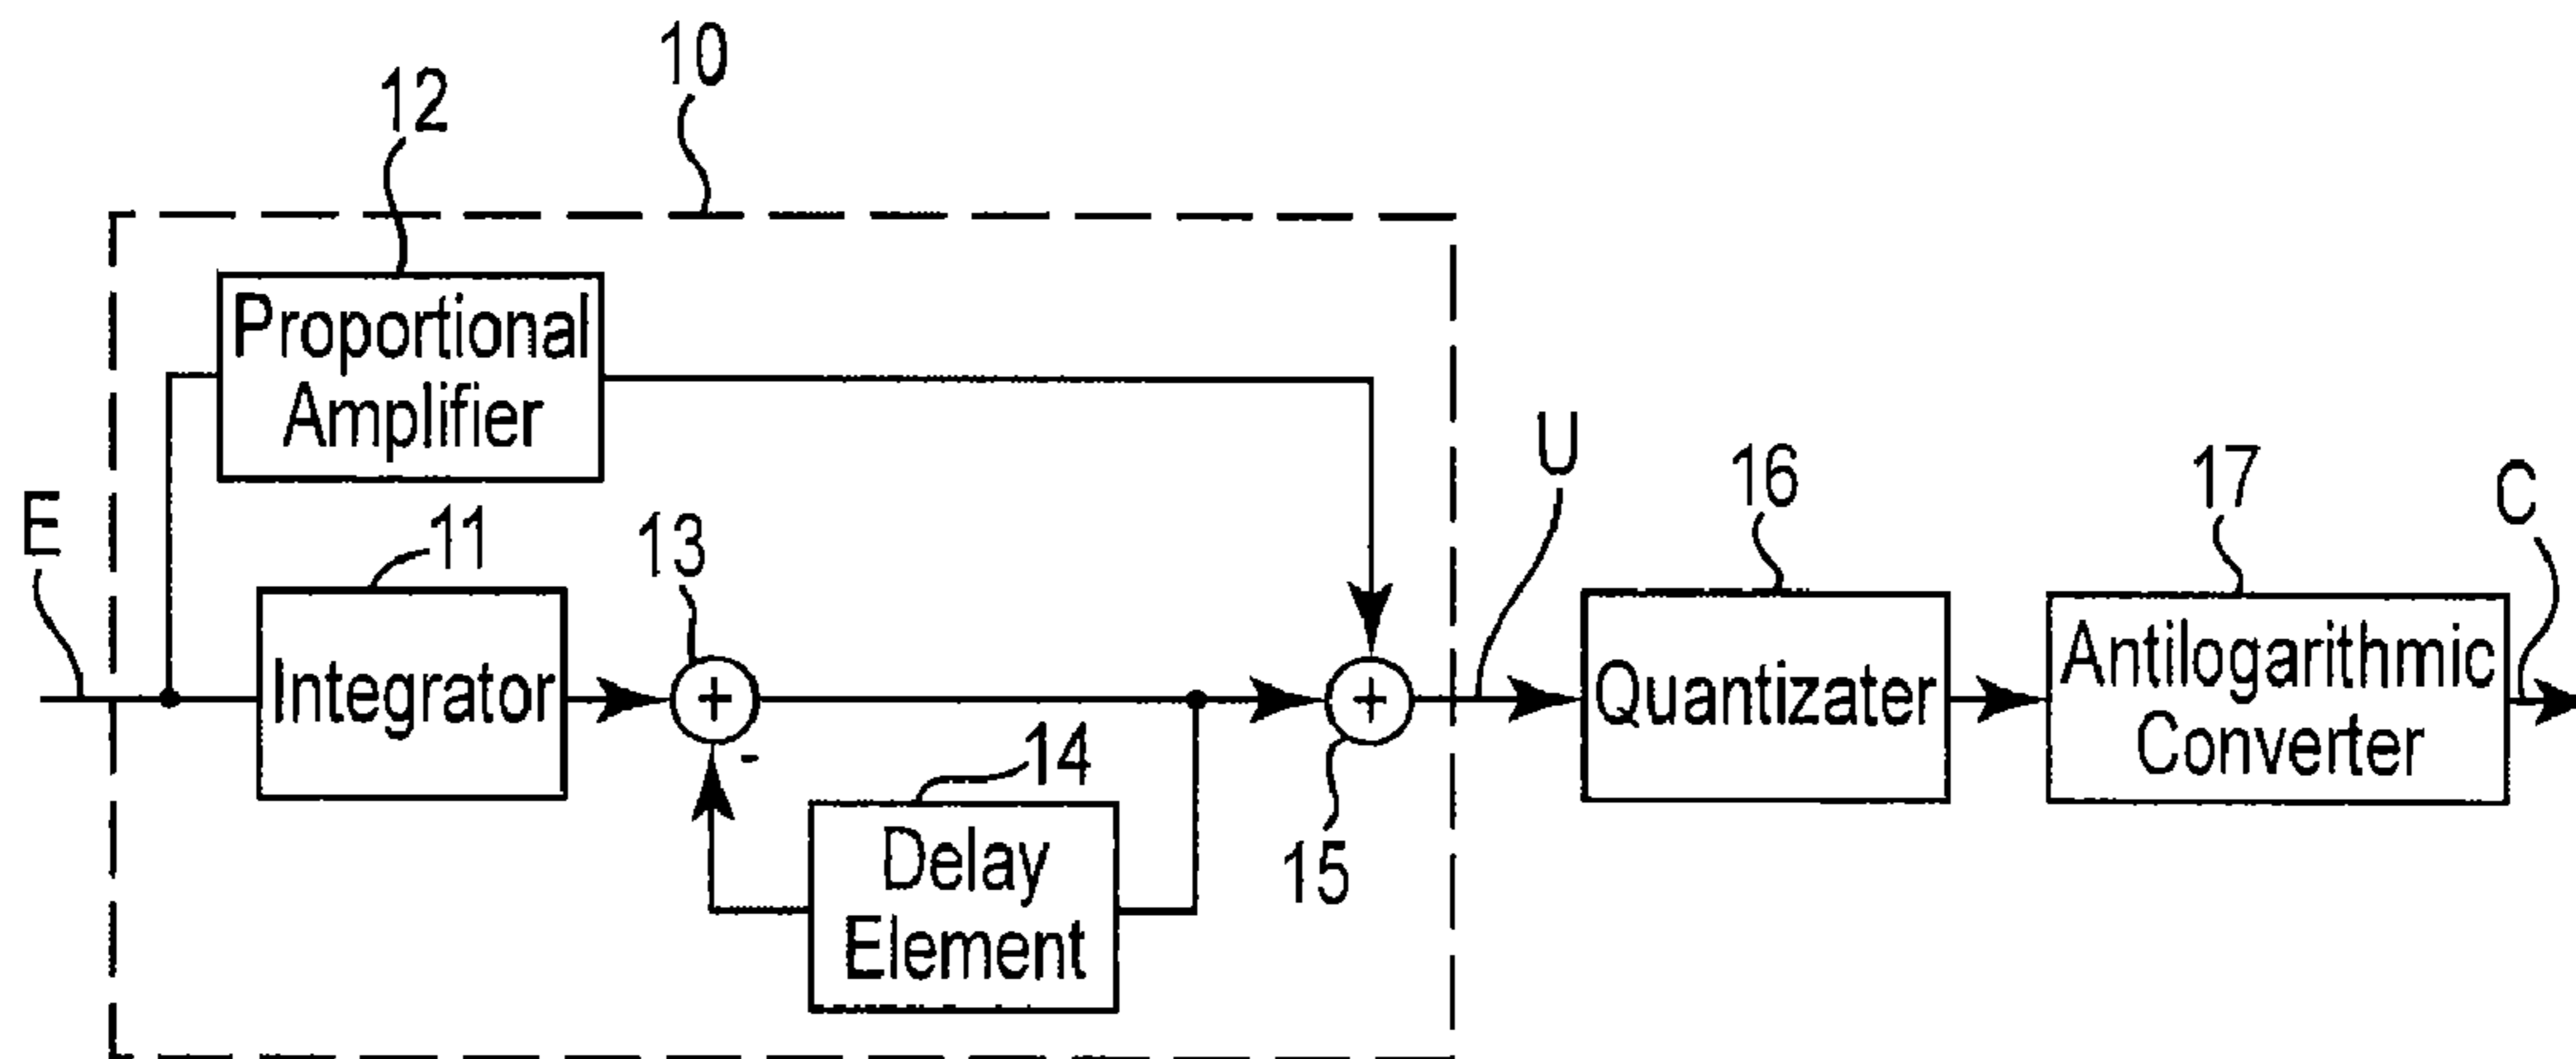 10
12
Proportional
Amplifier
E
11
13
Integrator
+
-
14
Delay
Element
+
15
U
16
Quantizater
17
Antilogarithmic
Converter
C